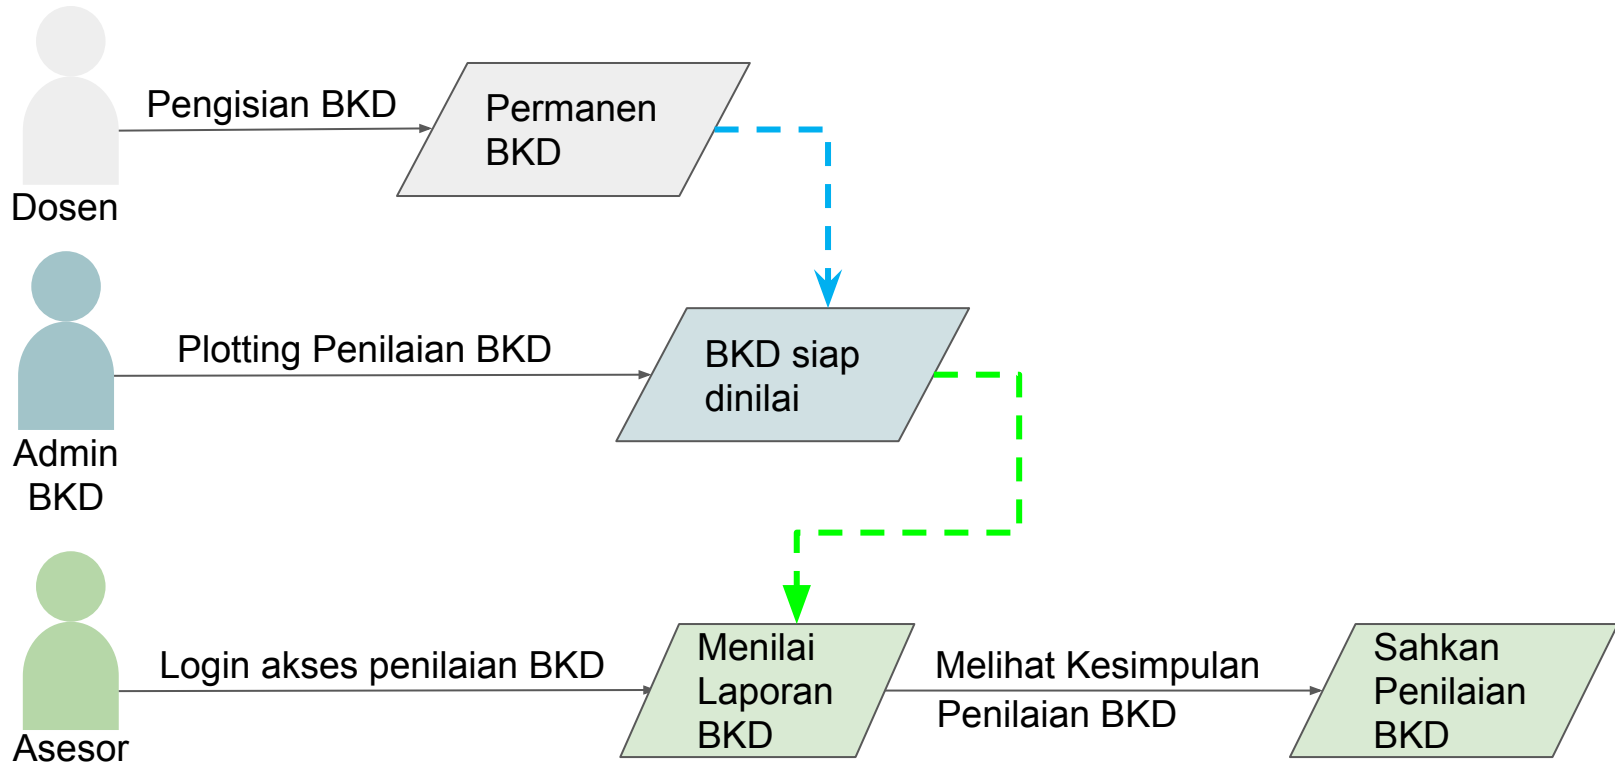 Pengisian BKD
Permanen
BKD
Dosen
Plotting Penilaian BKD
BKD siap
dinilai
Admin
BKD
Login akses penilaian BKD
Menilai
Laporan
BKD
Melihat Kesimpulan
Penilaian BKD
Sahkan
Penilaian
BKD
Asesor